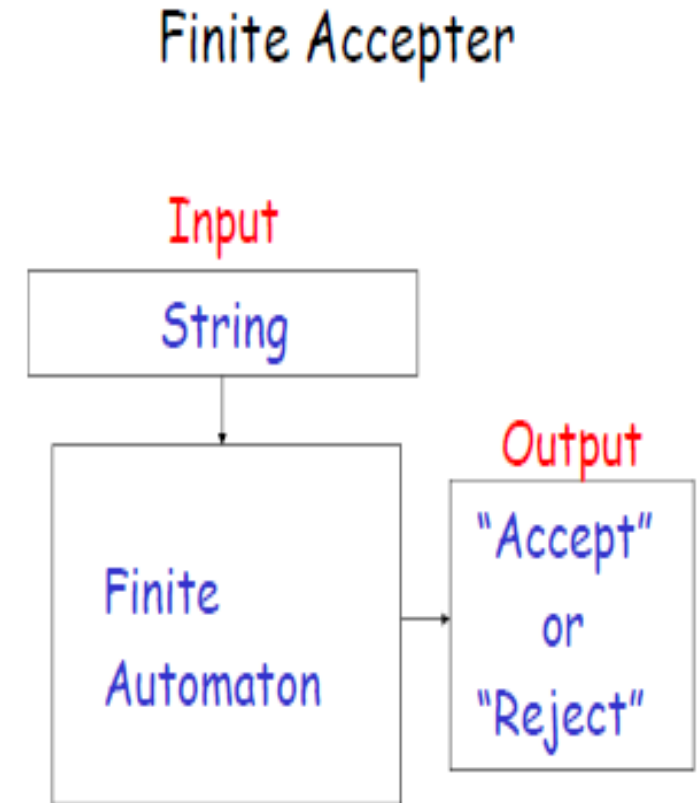 Finite Accepter
Input
String
Output
Finite
Automaton
“Accept”
or
“Reject”